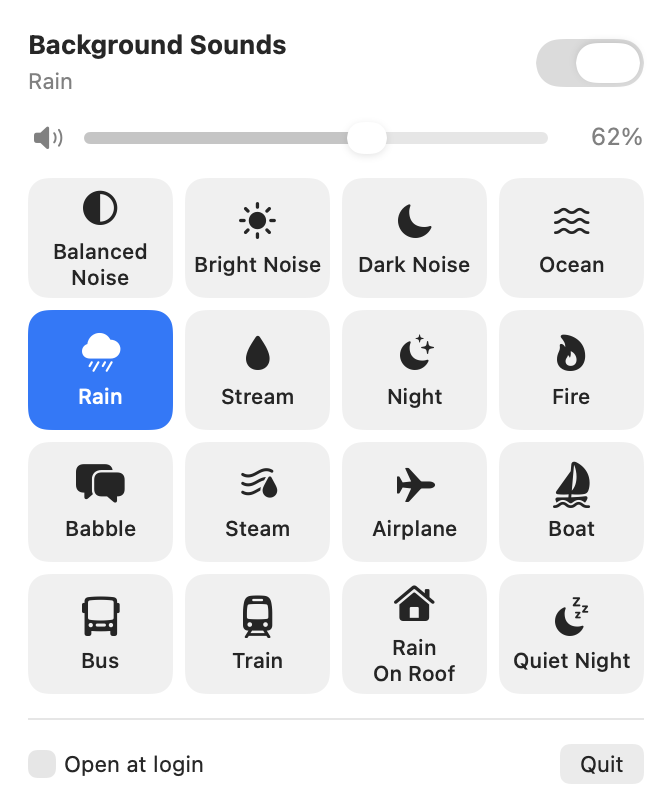 Background Sounds
Rain
62%
Balanced
Noise
Bright Noise
Dark Noise
Ocean
Rain
Stream
Night
Fire
Babble
Steam
Airplane
Boat
Bus
Train
Rain
On Roof
Zzz
Quiet Night
Open at login
Quit